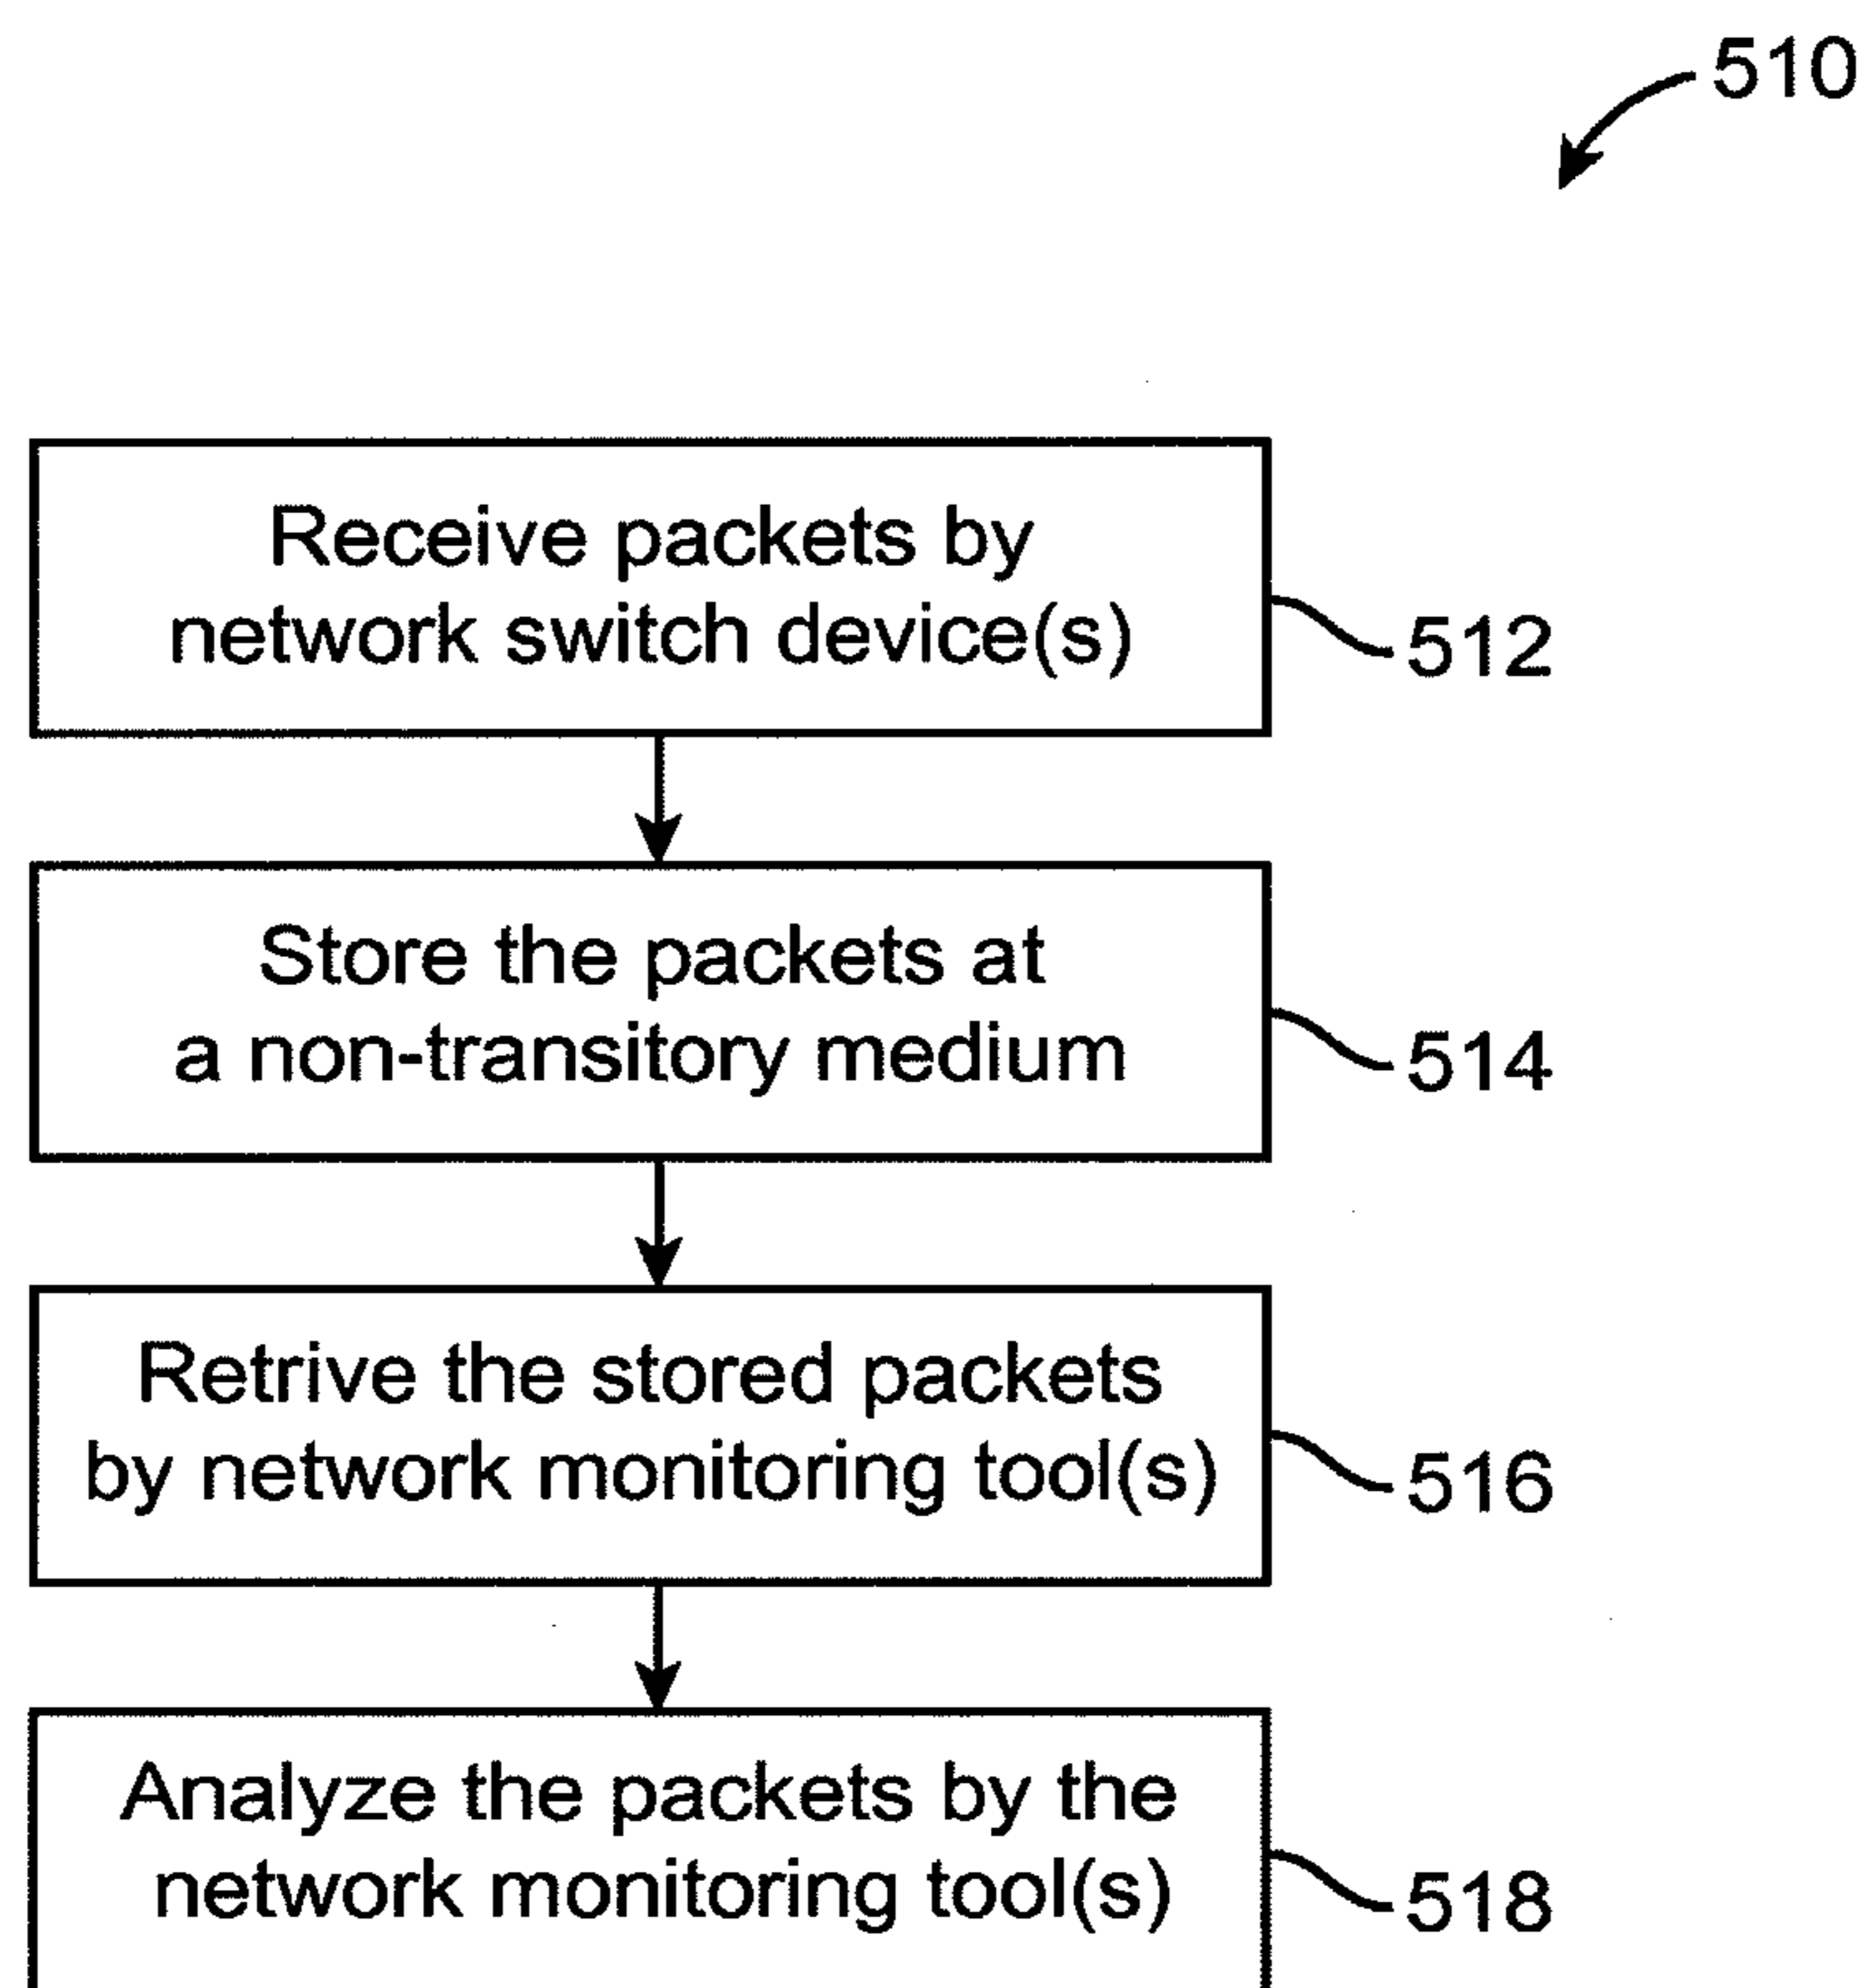 510
Receive packets by
network switch device(s)
512
Store the packets at
a non-transitory medium
514
Retrive the stored packets
by network monitoring tool(s)
516
Analyze the packets by the
network monitoring tool(s)
518